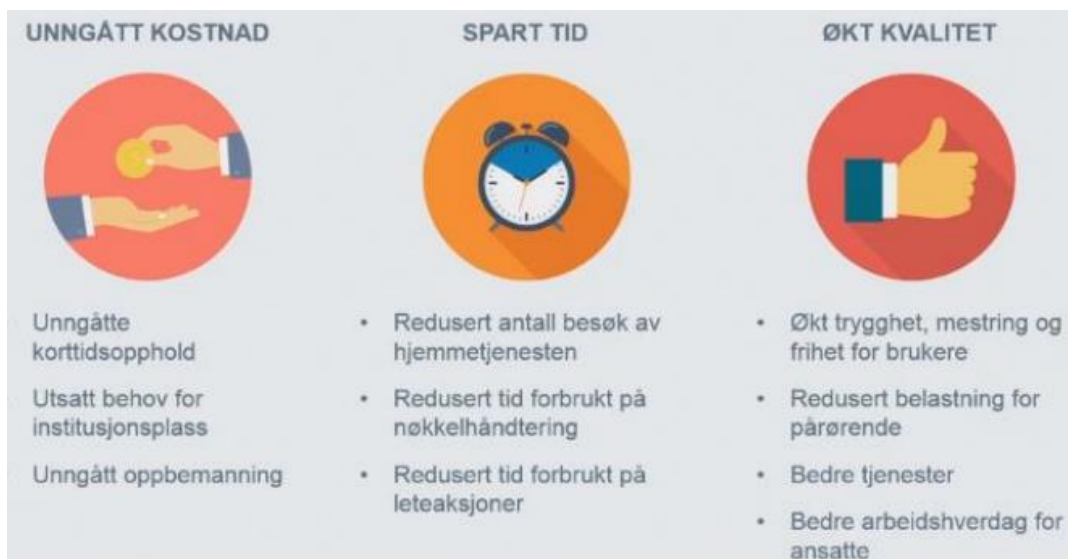 UNNGÅTT KOSTNAD
Unngåtte
korttidsopphold
Utsatt behov for
institusjonsplass
Unngått oppbemanning
SPART TID
• Redusert antall besøk av
hjemmetjenesten
• Redusert tid forbrukt på
nøkkelhåndtering
• Redusert tid forbrukt på
leteaksjoner
ØKT KVALITET
• Økt trygghet, mestring og
frihet for brukere
• Redusert belastning for
pårørende
• Bedre tjenester
• Bedre arbeidshverdag for
ansatte